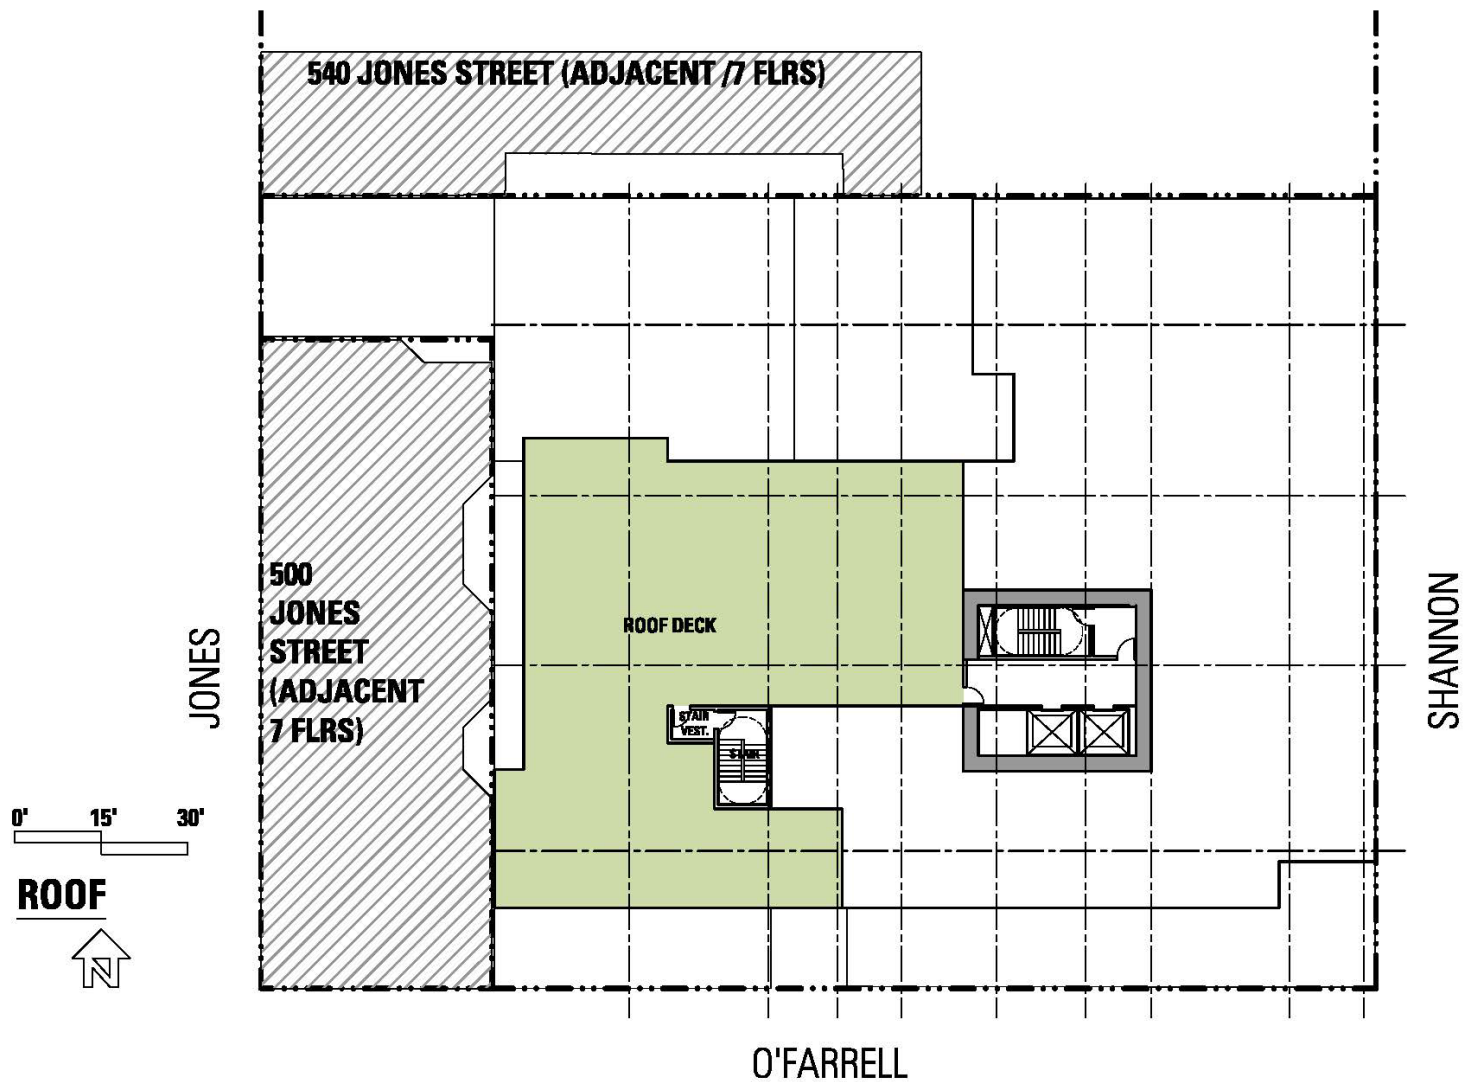 540 JONES STREET (ADJACENT /7 FLRS)
500
JONES
STREET
(ADJACENT
7 FLRS)
ROOF DECK
STAIR
VEST.
STAIR
JONES
SHANNON
0' 15' 30'
ROOF
N
O'FARRELL